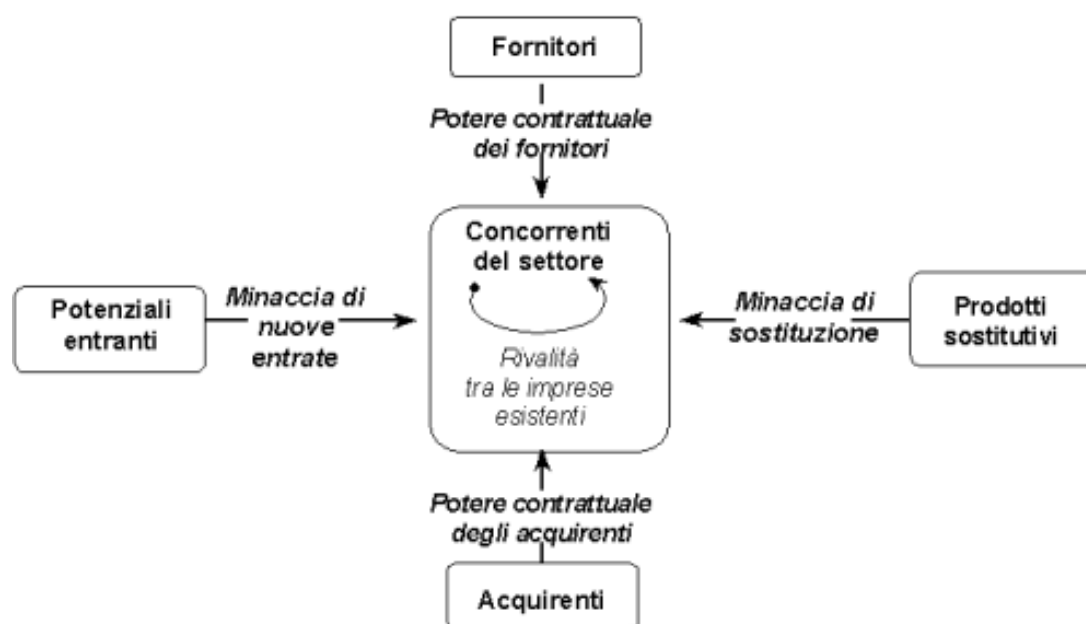 Fornitori
Potere contrattuale
dei fornitori
Concorrenti
del settore
Rivalità
tra le imprese
esistenti
Potenziali
entranti
Minaccia di
nuove
entrate
Minaccia di
sostituzione
Prodotti
sostitutivi
Potere contrattuale
degli acquirenti
Acquirenti